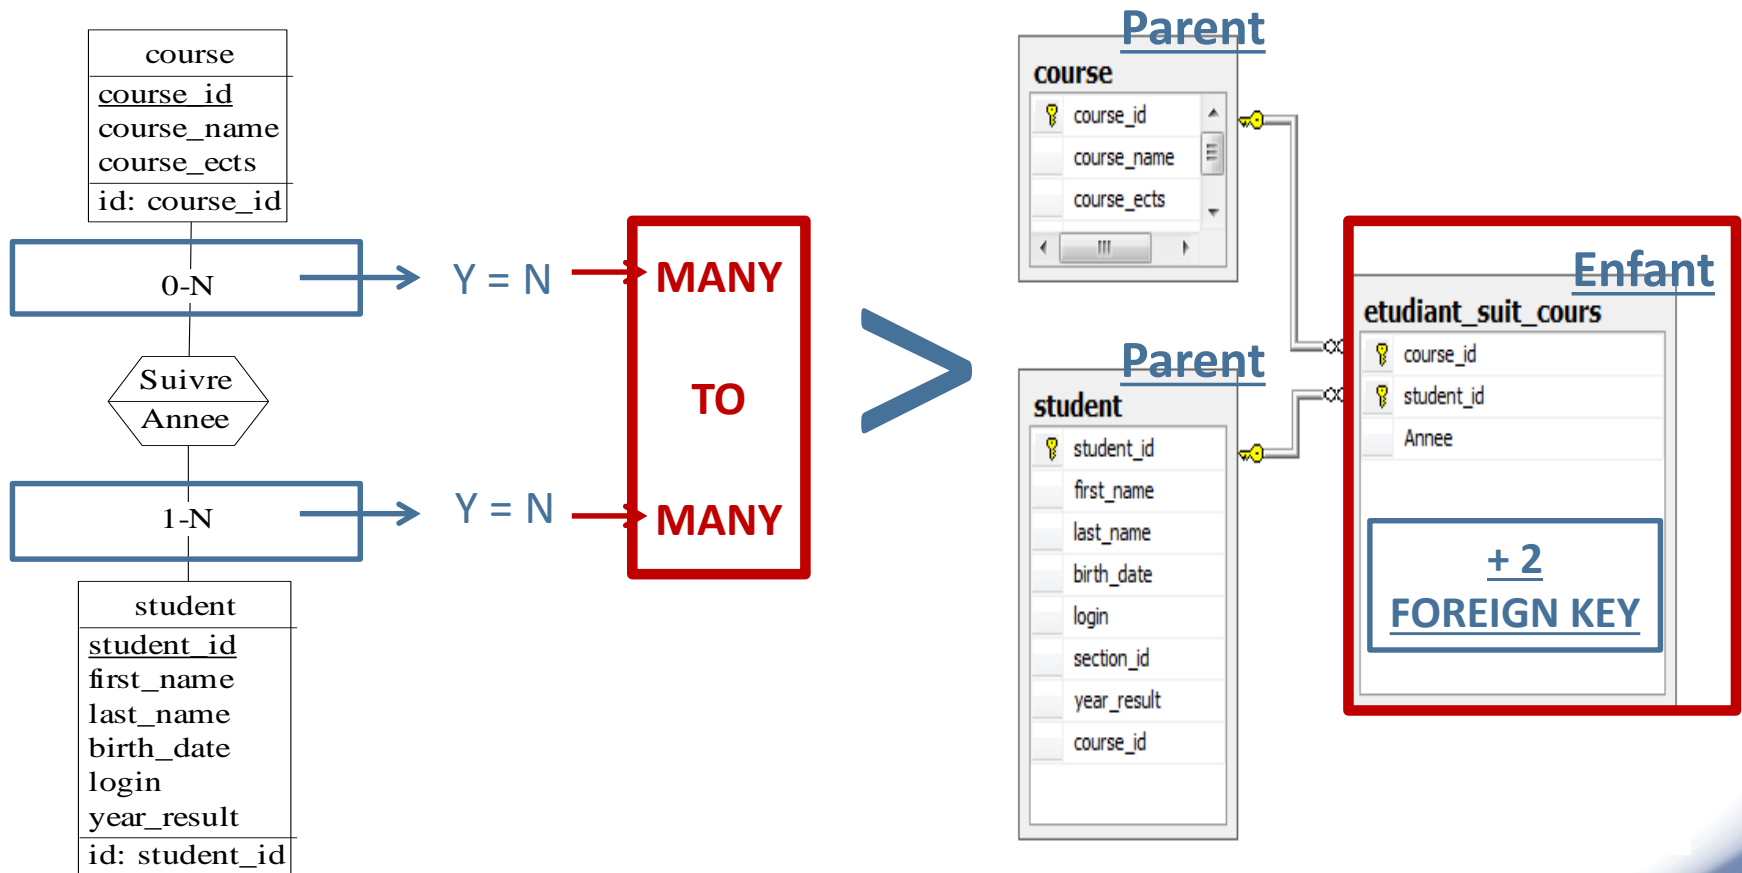 course
course_id
course_name
course_ects
id: course_id
0-N
Suivre
Annee
1-N
student
student_id
first_name
last_name
birth_date
login
year_result
id: student_id
Y = N
Y = N
MANY
TO
MANY
>
Parent
course
course_id
course_name
course_ects
Parent
student
student_id
first_name
last_name
birth_date
login
section_id
year_result
course_id
Enfant
etudiant_suit_cours
course_id
student_id
Annee
+ 2
FOREIGN KEY